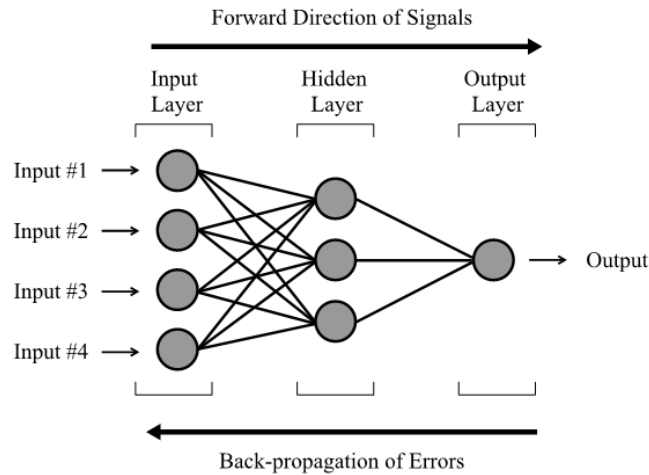 Forward Direction of Signals
Input
Layer
Hidden
Layer
Output
Layer
Input #1
Input #2
Input #3
Input #4
Output
Back-propagation of Errors